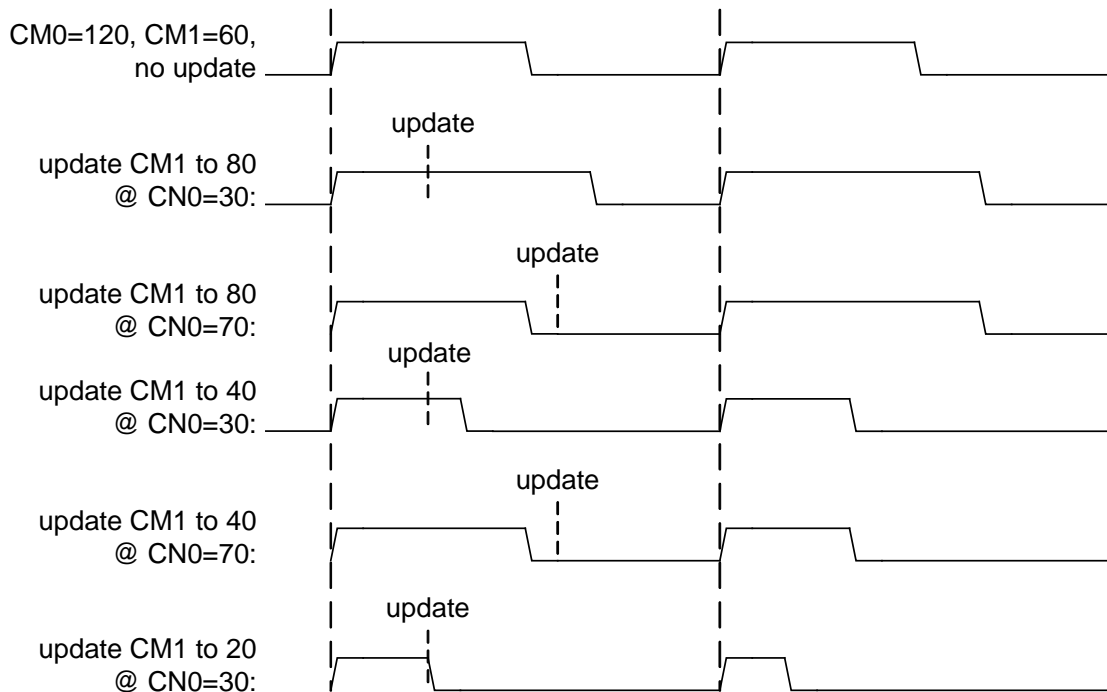 CM0=120, CM1=60,
no update
update
update CM1 to 80
@ CN0=30:
update
update CM1 to 80
@ CN0=70:
update
update CM1 to 40
@ CN0=30:
update
update CM1 to 40
@ CN0=70:
update
update CM1 to 20
@ CN0=30: